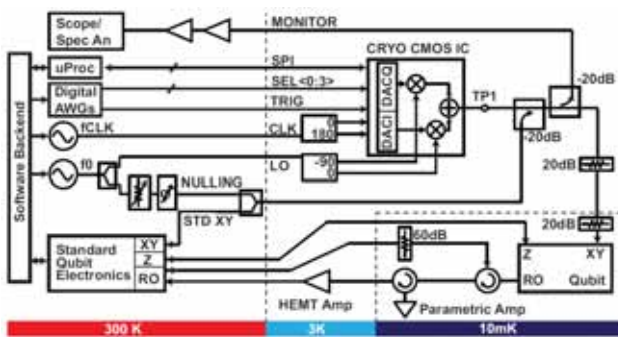 MONITOR
Scope/
Spec An
CRYO CMOS IC
-20dB
uProc
SPI
SEL<0:3>
Digital
AWGs
TRIG
DACQ
DACI
TP1
-20dB
fCLK
CLK
0
180
Software Backend
f0
LO
-90
0
NULLING
20dB
STD XY
20dB
60dB
Standard
Qubit
Electronics
XY
Z
RO
Z
XY
RO
Qubit
HEMT Amp
Parametric Amp
300 K
3K
10mK